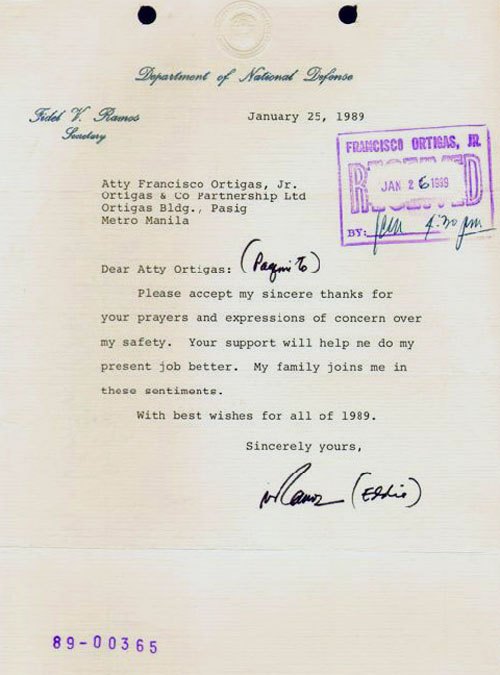 Department of National Defense
Fidel V. Ramos
Secretary
January 25, 1989
FRANCISCO ORTIGAS, JR.
RECEIVED
JAN 26 1989
BY: 4:30 pm
Atty Francisco Ortigas, Jr.
Ortigas & Co Partnership Ltd
Ortigas Bldg., Pasig
Metro Manila
Dear Atty Ortigas: (Paquito)
Please accept my sincere thanks for
your prayers and expressions of concern over
my safety. Your support will help me do my
present job better. My family joins me in
these sentiments.
With best wishes for all of 1989.
Sincerely yours,
Ramos (Eddie)
89-00365